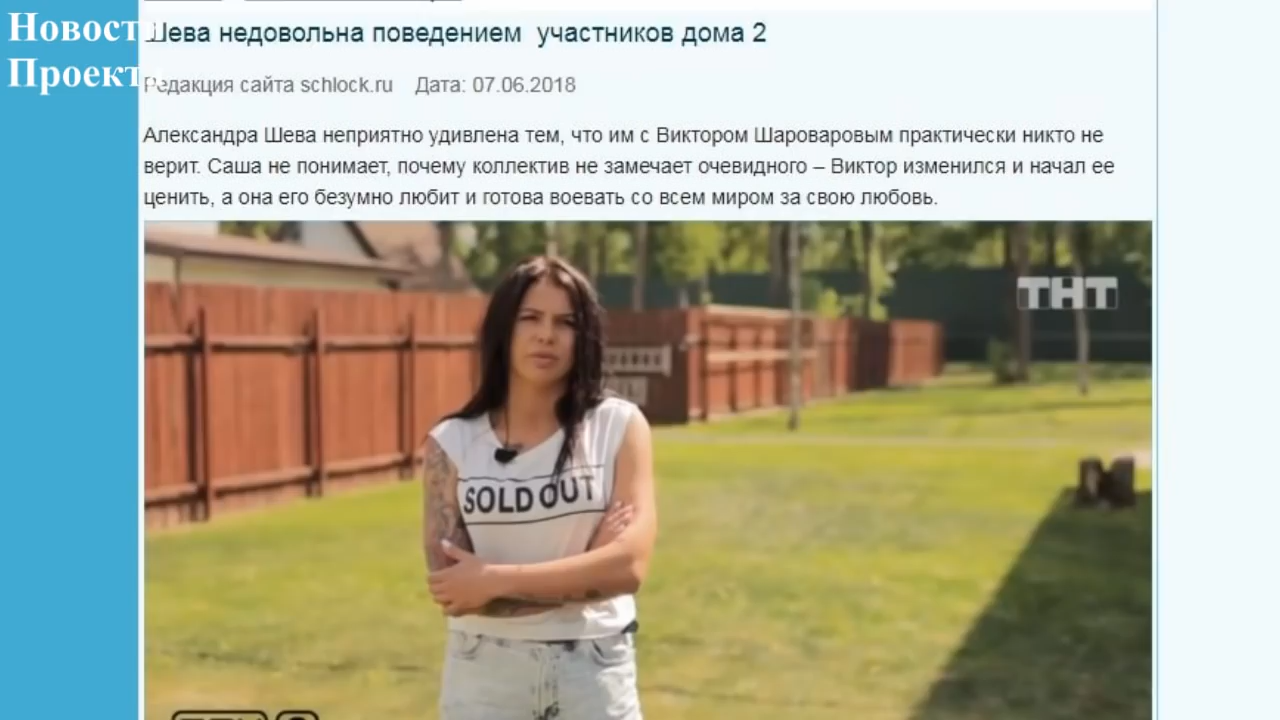 Новости
Проекта
Шева недовольна поведением участников дома 2
Редакция сайта schlock.ru Дата: 07.06.2018
Александра Шева неприятно удивлена тем, что им с Виктором Шароваровым практически никто не
верит. Саша не понимает, почему коллектив не замечает очевидного – Виктор изменился и начал ее
ценить, а она его безумно любит и готова воевать со всем миром за свою любовь.
ТНТ
SOLD OUT